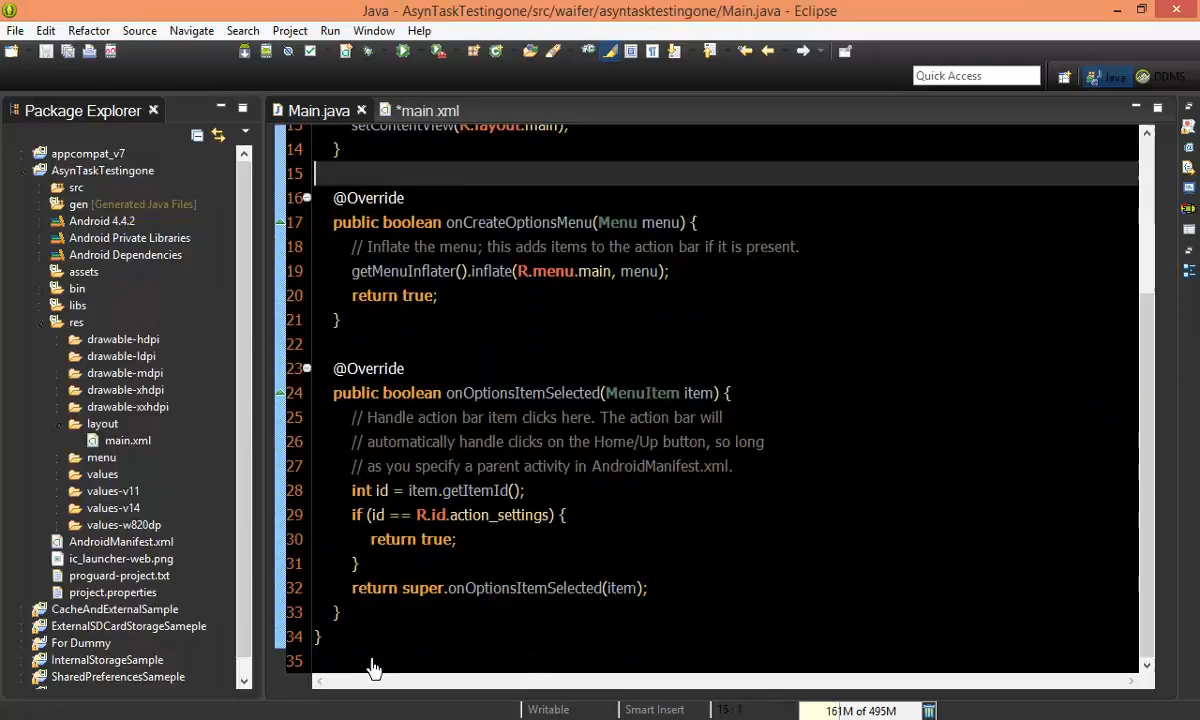 Java - AsynTaskTestingone/src/waifer/asyntasktestingone/Main.java - Eclipse
File Edit Refactor Source Navigate Search Project Run Window Help
Quick Access
Java
DDMS
Package Explorer
Main.java
*main.xml
appcompat_v7
AsynTaskTestingone
src
gen [Generated Java Files]
Android 4.4.2
Android Private Libraries
Android Dependencies
assets
bin
libs
res
drawable-hdpi
drawable-ldpi
drawable-mdpi
drawable-xhdpi
drawable-xxhdpi
layout
main.xml
menu
values
values-v11
values-v14
values-w820dp
AndroidManifest.xml
ic_launcher-web.png
proguard-project.txt
project.properties
CacheAndExternalSample
ExternalSDCardStorageSameple
For Dummy
InternalStorageSample
SharedPreferencesSameple
13 setContentView(R.layout.main);
14 }
15
16 @Override
17 public boolean onCreateOptionsMenu(Menu menu) {
18 // Inflate the menu; this adds items to the action bar if it is present.
19 getMenuInflater().inflate(R.menu.main, menu);
20 return true;
21 }
22
23 @Override
24 public boolean onOptionsItemSelected(MenuItem item) {
25 // Handle action bar item clicks here. The action bar will
26 // automatically handle clicks on the Home/Up button, so long
27 // as you specify a parent activity in AndroidManifest.xml.
28 int id = item.getItemId();
29 if (id == R.id.action_settings) {
30 return true;
31 }
32 return super.onOptionsItemSelected(item);
33 }
34 }
35
Writable
Smart Insert
15 : 1
161M of 495M